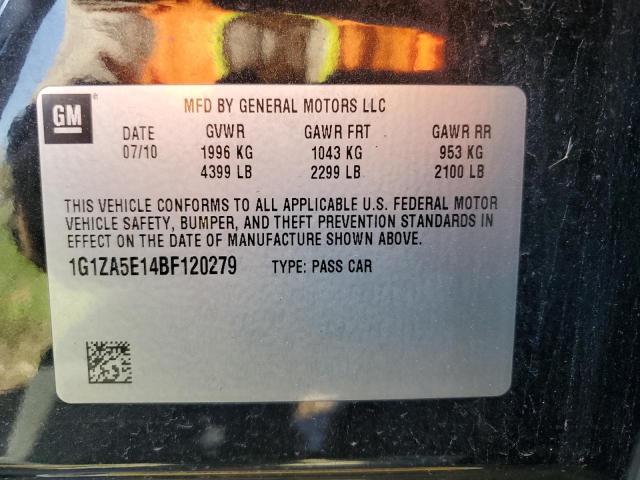 GM® MFD BY GENERAL MOTORS LLC
DATE GVWR GAWR FRT GAWR RR
07/10 1996 KG 1043 KG 953 KG
4399 LB 2299 LB 2100 LB
THIS VEHICLE CONFORMS TO ALL APPLICABLE U.S. FEDERAL MOTOR
VEHICLE SAFETY, BUMPER, AND THEFT PREVENTION STANDARDS IN
EFFECT ON THE DATE OF MANUFACTURE SHOWN ABOVE.
1G1ZA5E14BF120279 TYPE: PASS CAR